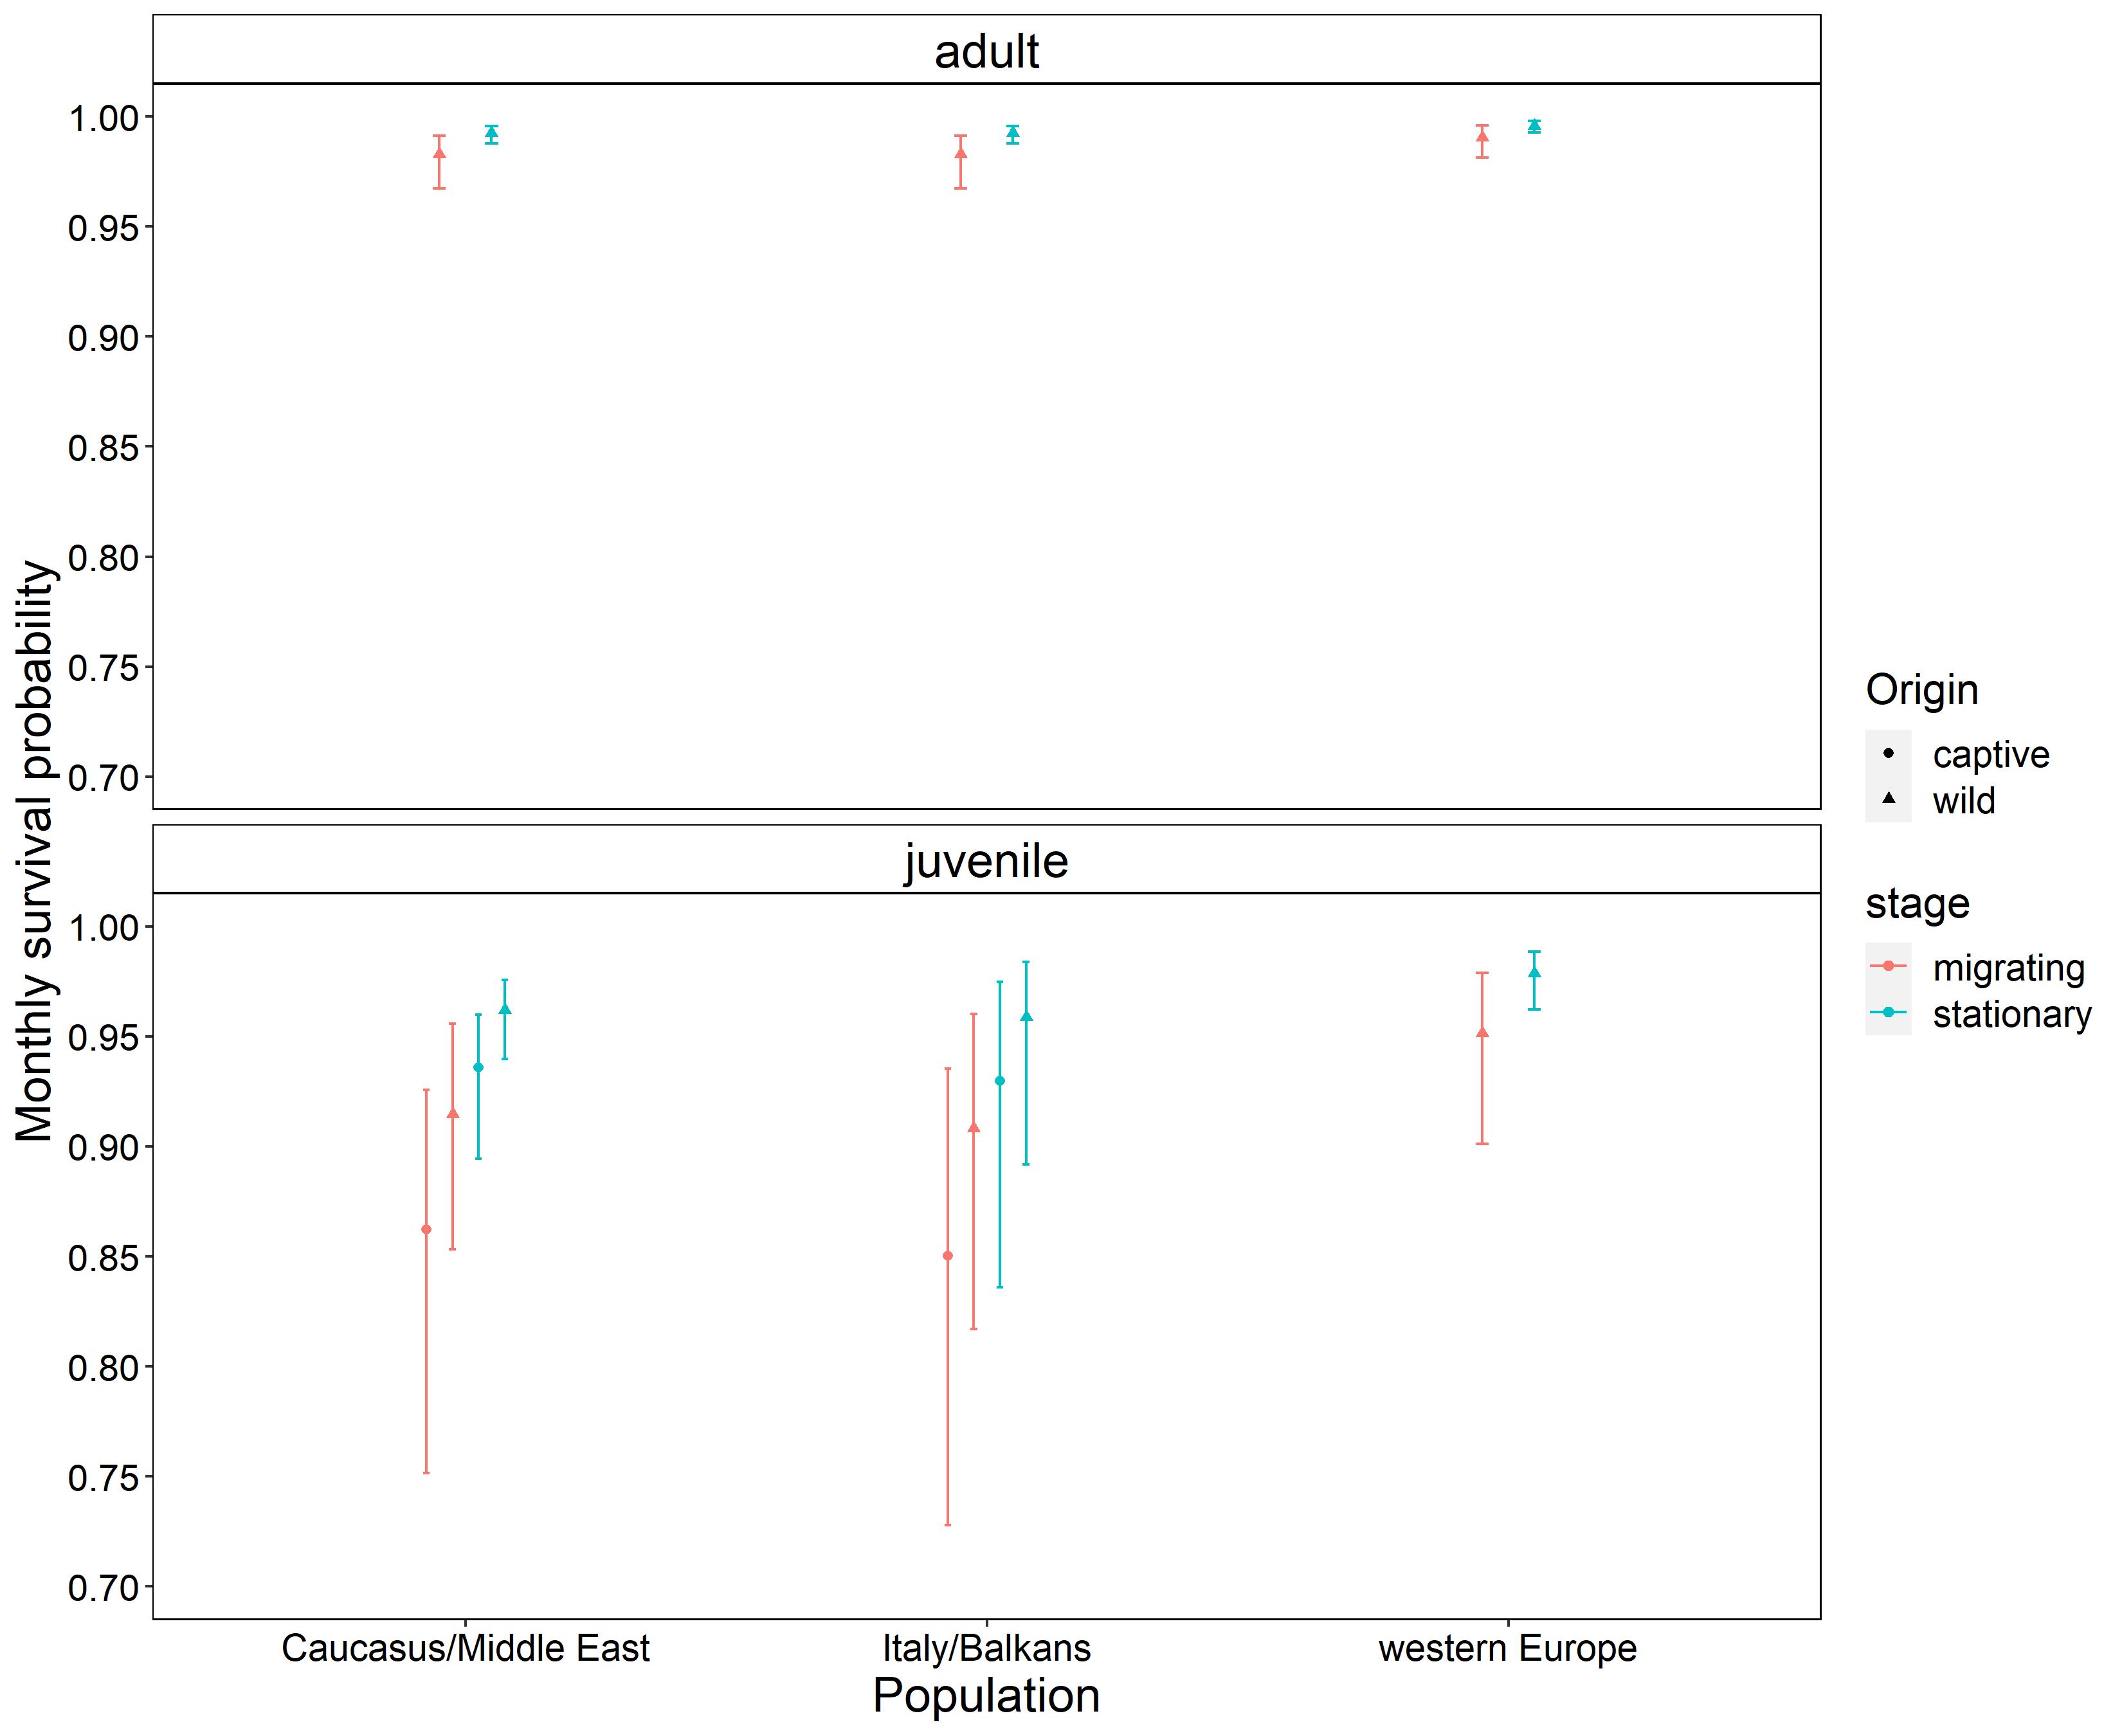 adult
1.00
0.95
0.90
0.85
0.80
0.75
0.70
Monthly survival probability
juvenile
1.00
0.95
0.90
0.85
0.80
0.75
0.70
Caucasus/Middle East
Italy/Balkans
western Europe
Population
Origin
captive
wild
stage
migrating
stationary